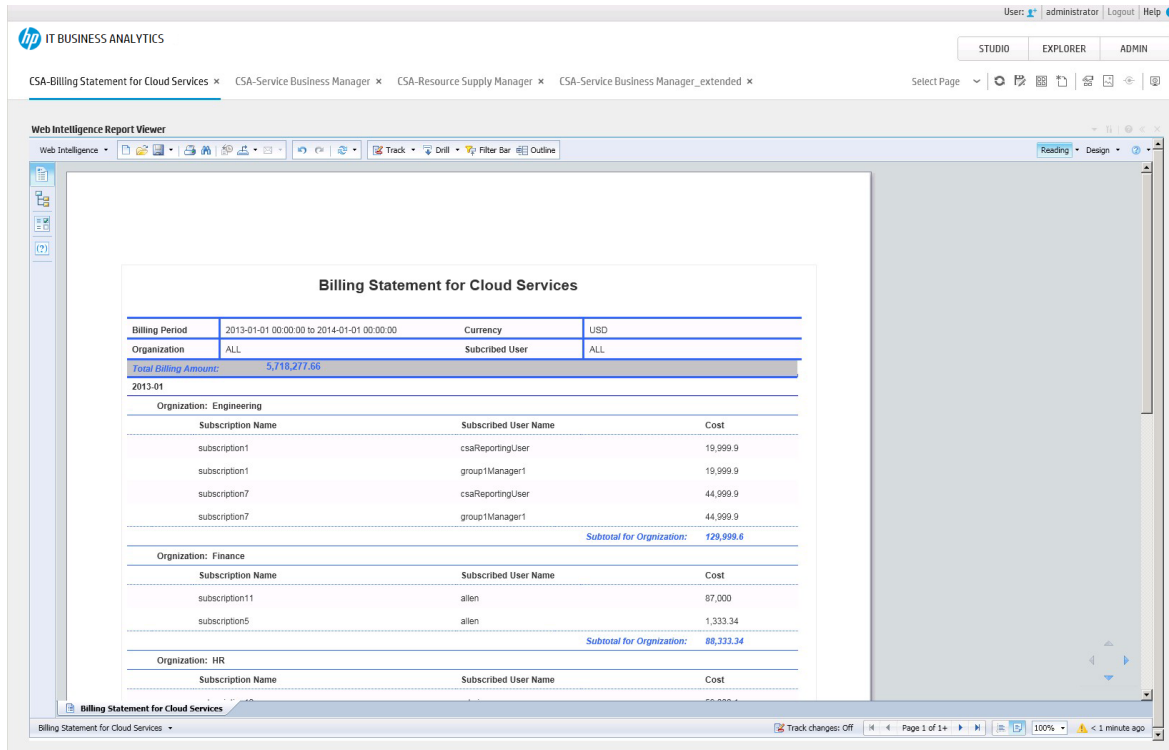 User: administrator Logout Help
hp IT BUSINESS ANALYTICS
STUDIO EXPLORER ADMIN
CSA-Billing Statement for Cloud Services × CSA-Service Business Manager × CSA-Resource Supply Manager × CSA-Service Business Manager_extended × Select Page
Web Intelligence Report Viewer
Web Intelligence Track Drill Filter Bar Outline Reading Design
Billing Statement for Cloud Services
Billing Period 2013-01-01 00:00:00 to 2014-01-01 00:00:00 Currency USD
Organization ALL Subcribed User ALL
Total Billing Amount: 5,718,277.66
2013-01
Orgnization: Engineering
Subscription Name Subscribed User Name Cost
subscription1 csaReportingUser 19,999.9
subscription1 group1Manager1 19,999.9
subscription7 csaReportingUser 44,999.9
subscription7 group1Manager1 44,999.9
Subtotal for Orgnization: 129,999.6
Orgnization: Finance
Subscription Name Subscribed User Name Cost
subscription11 allen 87,000
subscription5 allen 1,333.34
Subtotal for Orgnization: 88,333.34
Orgnization: HR
Subscription Name Subscribed User Name Cost
Billing Statement for Cloud Services
Billing Statement for Cloud Services Track changes: Off Page 1 of 1+ 100% < 1 minute ago